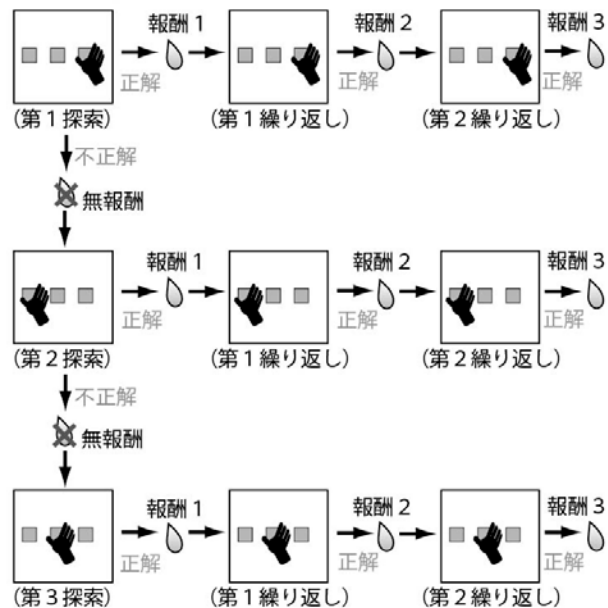 報酬 1 報酬 2 報酬 3
正解 正解 正解
(第 1 探索) (第 1 繰り返し) (第 2 繰り返し)
不正解
無報酬
報酬 1 報酬 2 報酬 3
正解 正解 正解
(第 2 探索) (第 1 繰り返し) (第 2 繰り返し)
不正解
無報酬
報酬 1 報酬 2 報酬 3
正解 正解 正解
(第 3 探索) (第 1 繰り返し) (第 2 繰り返し)